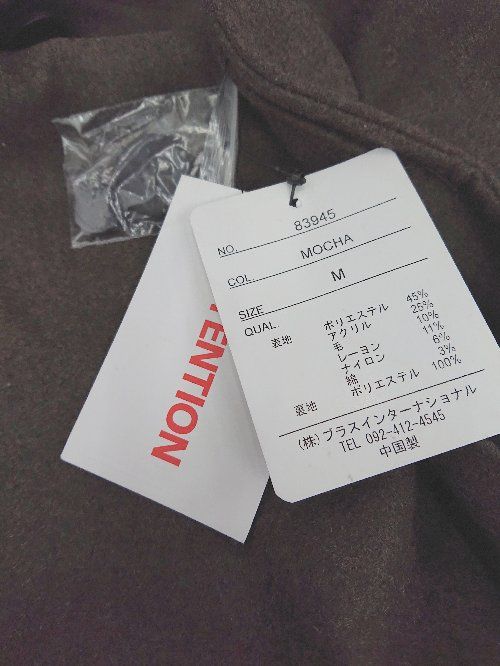 NO. 83945
COL. MOCHA
SIZE M
QUAL.
表地 ポリエステル 45%
アクリル 25%
毛 10%
レーヨン 11%
ナイロン 6%
綿 3%
裏地 ポリエステル 100%
(株)プラスインターナショナル
TEL 092-412-4545
中国製
TENTION